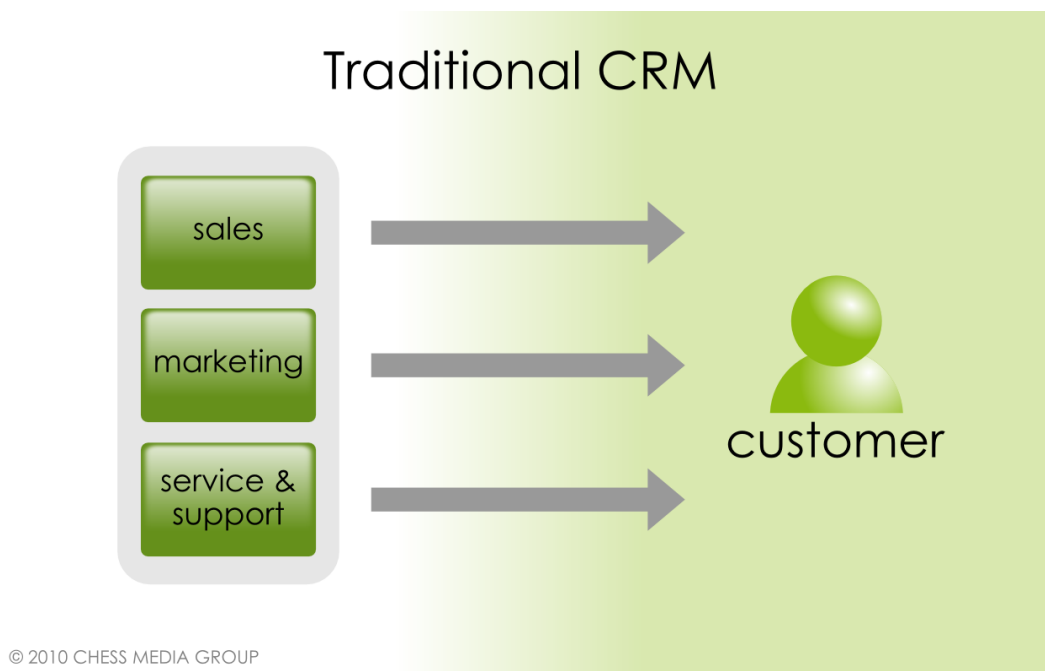 Traditional CRM
sales
marketing
service &
support
customer
© 2010 CHESS MEDIA GROUP